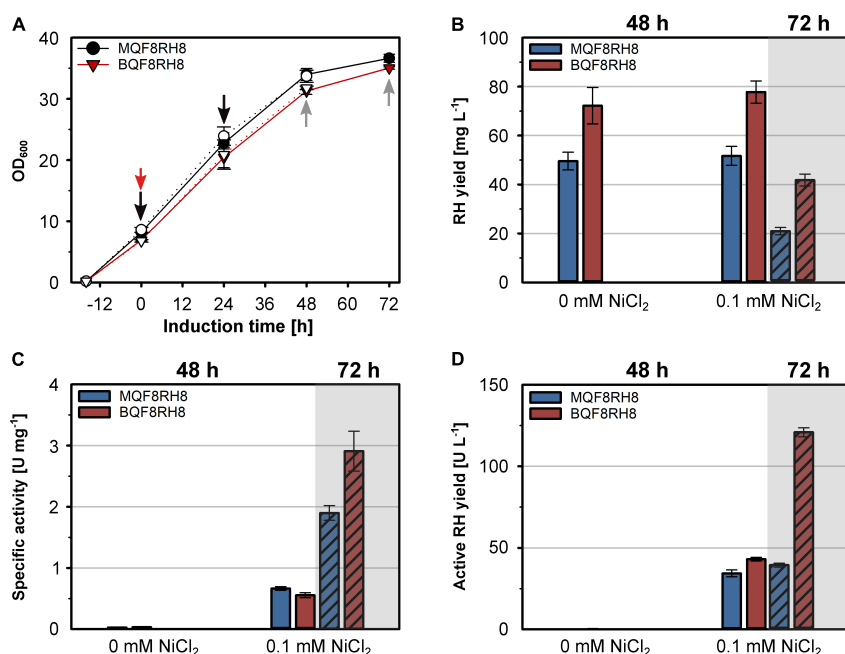 A
MQF8RH8
BQF8RH8
40
30
20
10
0
OD600
-12 0 12 24 36 48 60 72
Induction time [h]
B
48 h 72 h
MQF8RH8
BQF8RH8
100
80
60
40
20
0
RH yield [mg L-1]
0 mM NiCl2 0.1 mM NiCl2
C
48 h 72 h
MQF8RH8
BQF8RH8
4
3
2
1
0
Specific activity [U mg-1]
0 mM NiCl2 0.1 mM NiCl2
D
48 h 72 h
MQF8RH8
BQF8RH8
150
100
50
0
Active RH yield [U L-1]
0 mM NiCl2 0.1 mM NiCl2